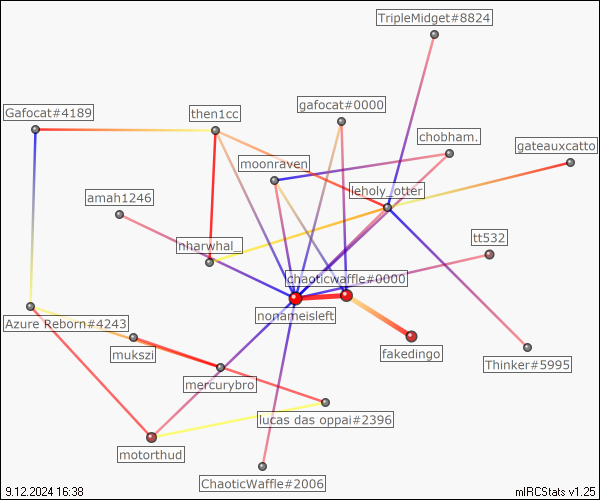 TripleMidget#8824
gafocat#0000
Gafocat#4189
then1cc
chobham.
gateauxcatto
moonraven
leholy_otter
amah1246
tt532
nharwhal_
chaoticwaffle#0000
nonameisleft
Azure Reborn#4243
mukszi
fakedingo
Thinker#5995
mercurybro
lucas das oppai#2396
motorthud
ChaoticWaffle#2006
9.12.2024 16:38
mIRCStats v1.25